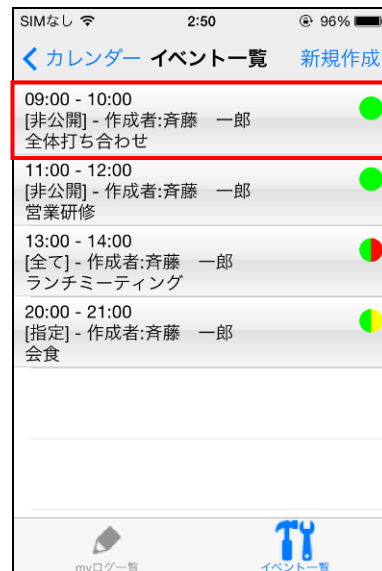 SIMなし 2:50 96%
カレンダー イベント一覧 新規作成
09:00 - 10:00
[非公開] - 作成者:斉藤　一郎
全体打ち合わせ
11:00 - 12:00
[非公開] - 作成者:斉藤　一郎
営業研修
13:00 - 14:00
[全て] - 作成者:斉藤　一郎
ランチミーティング
20:00 - 21:00
[指定] - 作成者:斉藤　一郎
会食
myログ一覧 イベント一覧